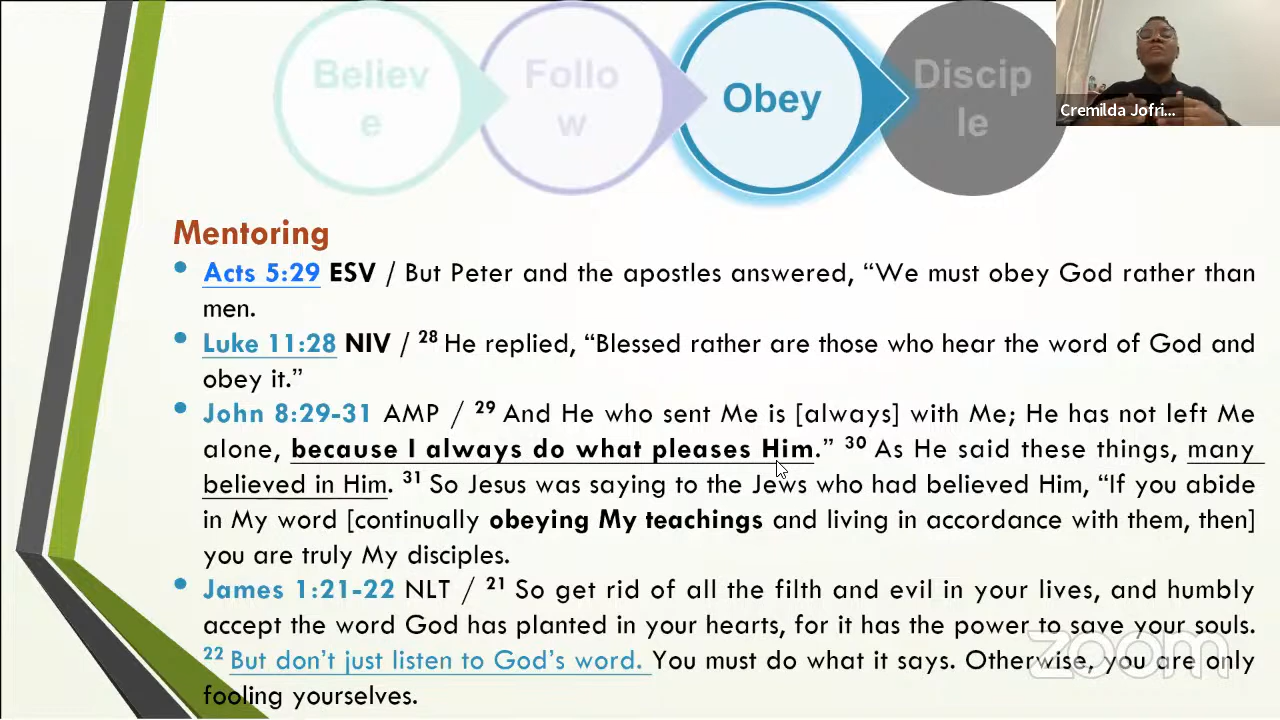 Believ
e
Follo
w
Obey
Discip
le
Cremilda Jofri...
Mentoring
• Acts 5:29 ESV / But Peter and the apostles answered, “We must obey God rather than
men.
• Luke 11:28 NIV / 28 He replied, “Blessed rather are those who hear the word of God and
obey it.”
• John 8:29-31 AMP / 29 And He who sent Me is [always] with Me; He has not left Me
alone, because I always do what pleases Him.” 30 As He said these things, many
believed in Him. 31 So Jesus was saying to the Jews who had believed Him, “If you abide
in My word [continually obeying My teachings and living in accordance with them, then]
you are truly My disciples.
• James 1:21-22 NLT / 21 So get rid of all the filth and evil in your lives, and humbly
accept the word God has planted in your hearts, for it has the power to save your souls.
22 But don’t just listen to God’s word. You must do what it says. Otherwise, you are only
fooling yourselves.
zoom